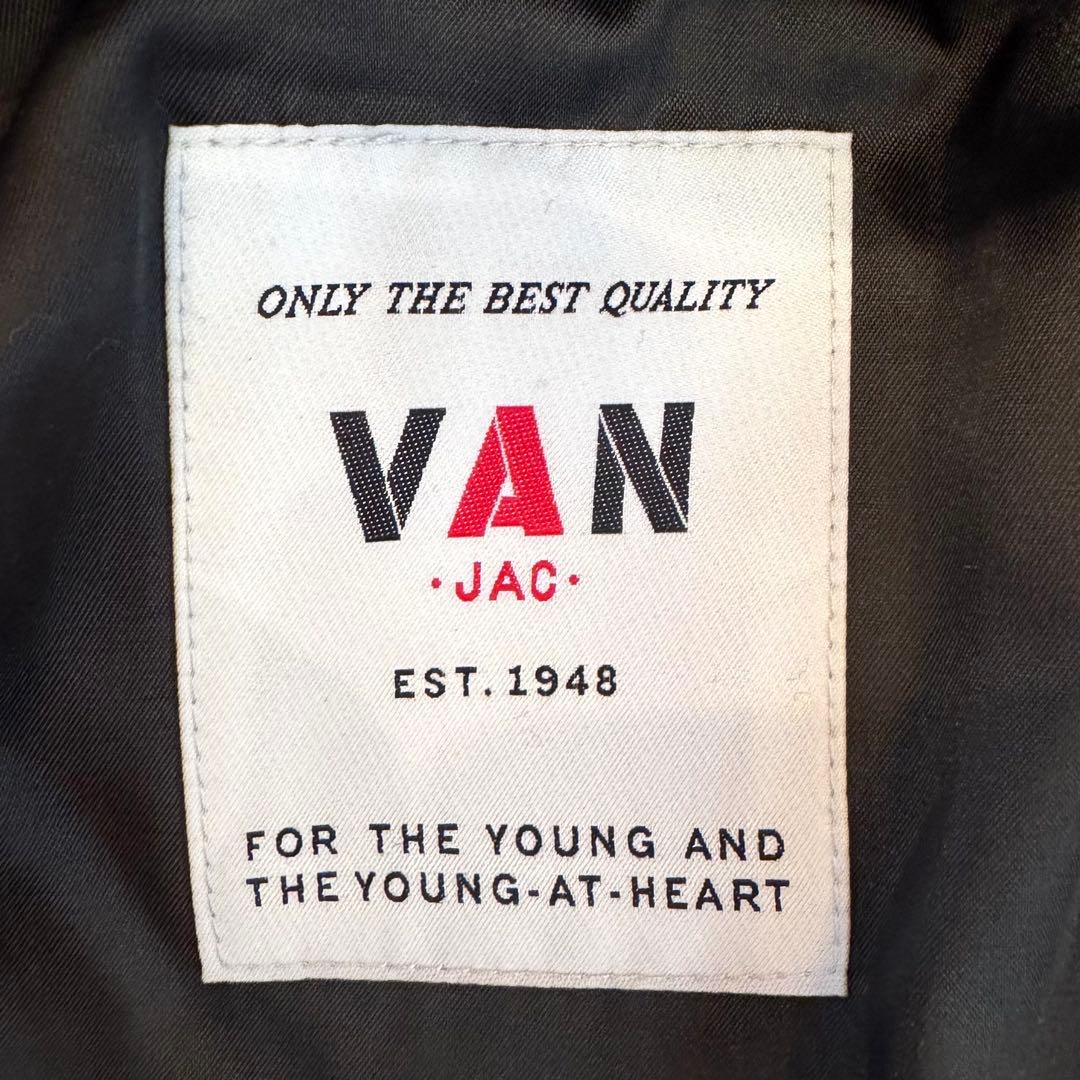 ONLY THE BEST QUALITY
VAN
·JAC·
EST. 1948
FOR THE YOUNG AND
THE YOUNG-AT-HEART